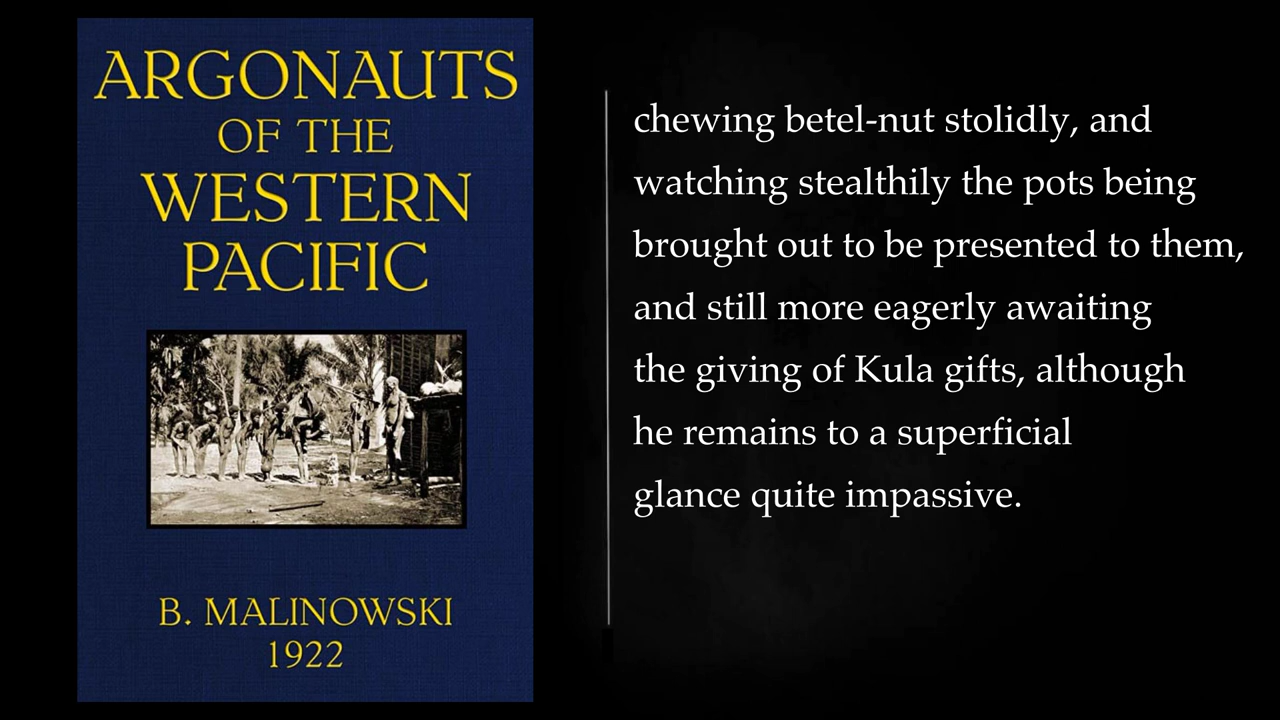 ARGONAUTS
OF THE
WESTERN
PACIFIC
B. MALINOWSKI
1922
chewing betel-nut stolidly, and
watching stealthily the pots being
brought out to be presented to them,
and still more eagerly awaiting
the giving of Kula gifts, although
he remains to a superficial
glance quite impassive.